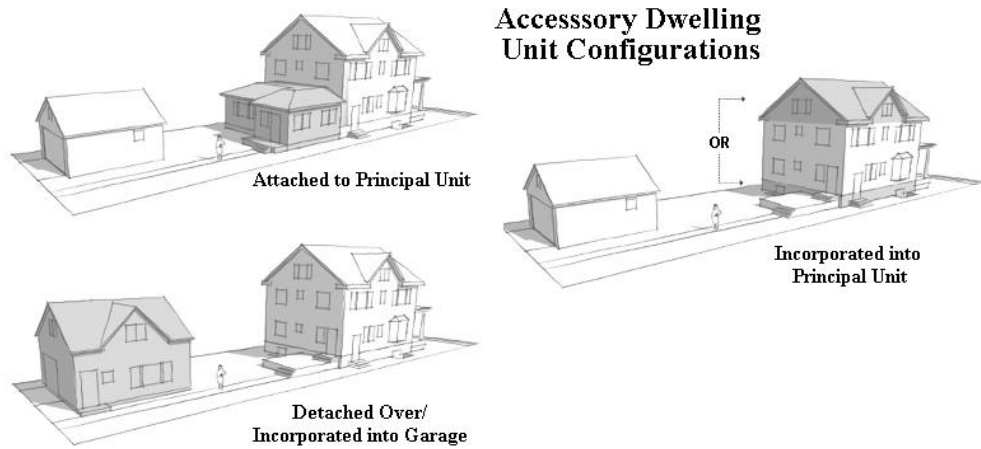 Accesssory Dwelling
Unit Configurations
Attached to Principal Unit
OR
Incorporated into
Principal Unit
Detached Over/
Incorporated into Garage